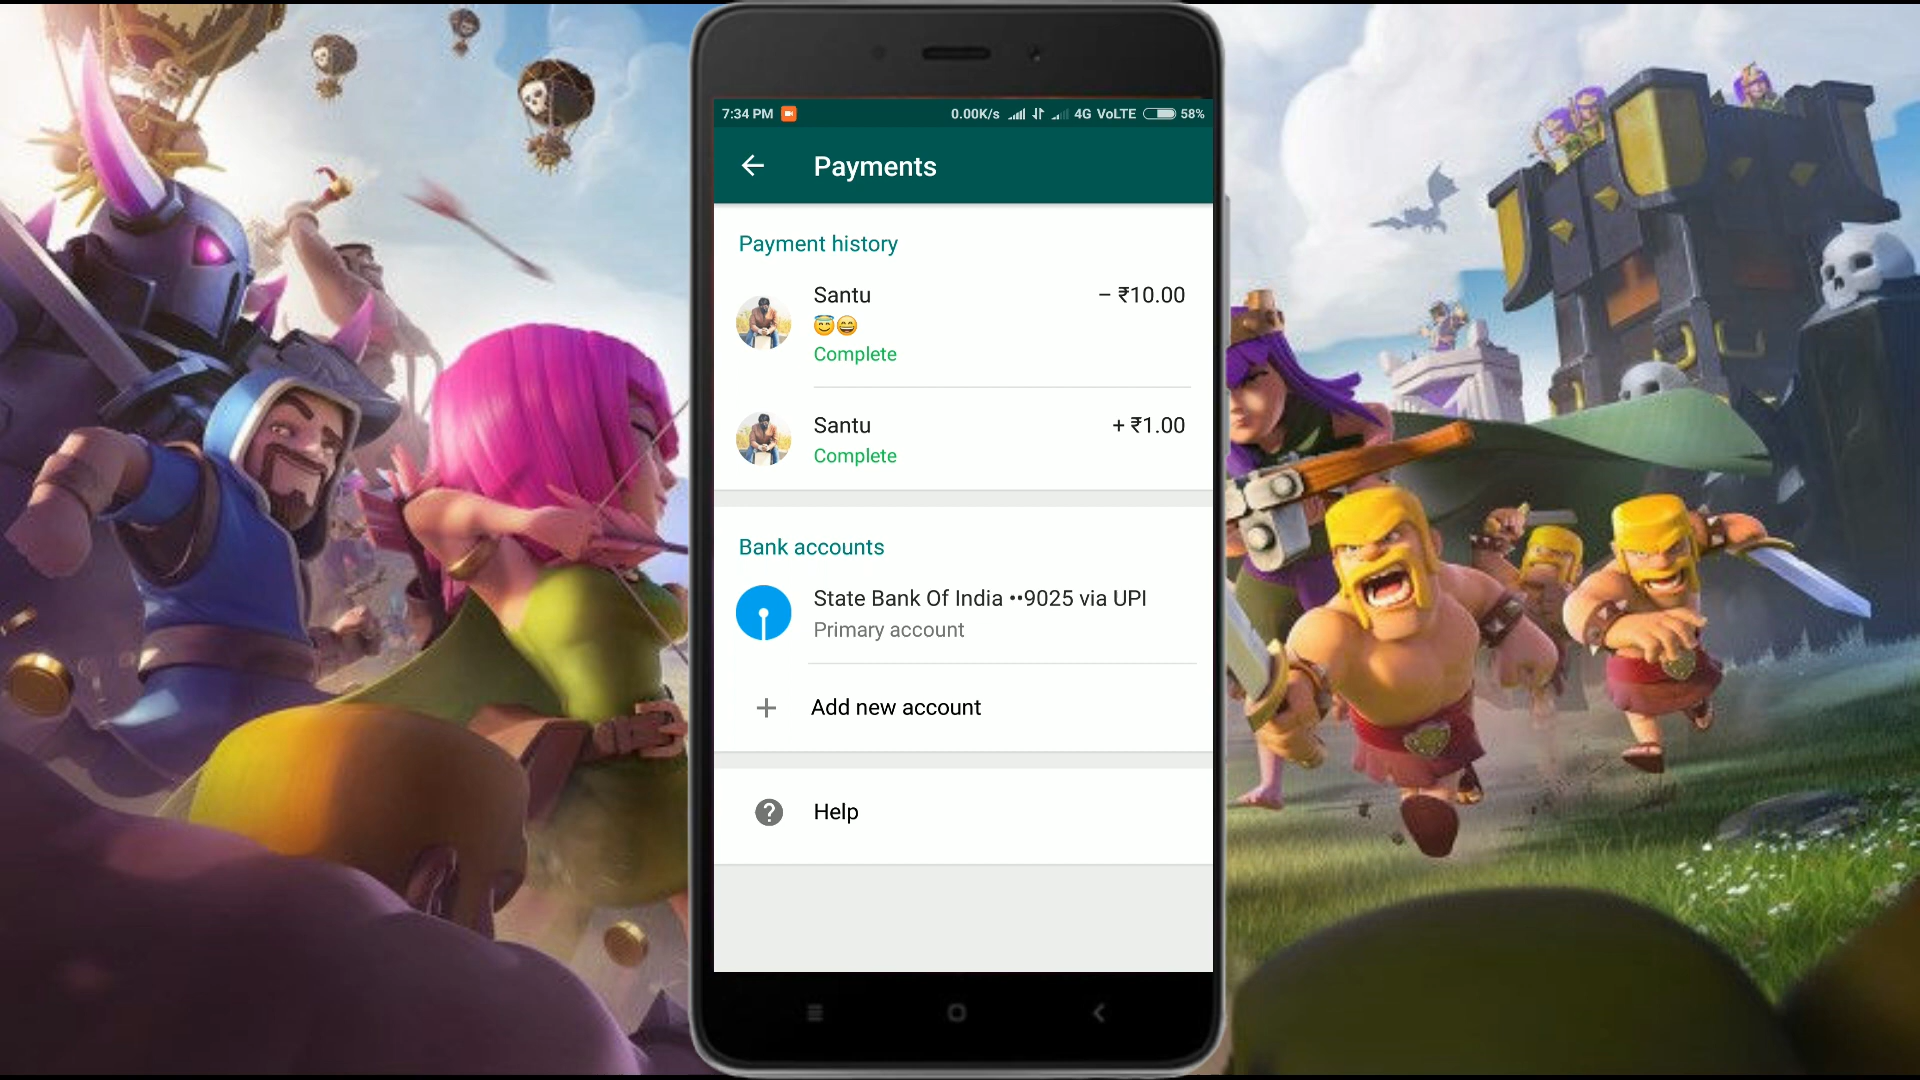 7:34 PM 0.00K/s 4G VoLTE 58%
Payments
Payment history
Santu – ₹10.00
😇😄
Complete
Santu + ₹1.00
Complete
Bank accounts
State Bank Of India ••9025 via UPI
Primary account
+ Add new account
? Help